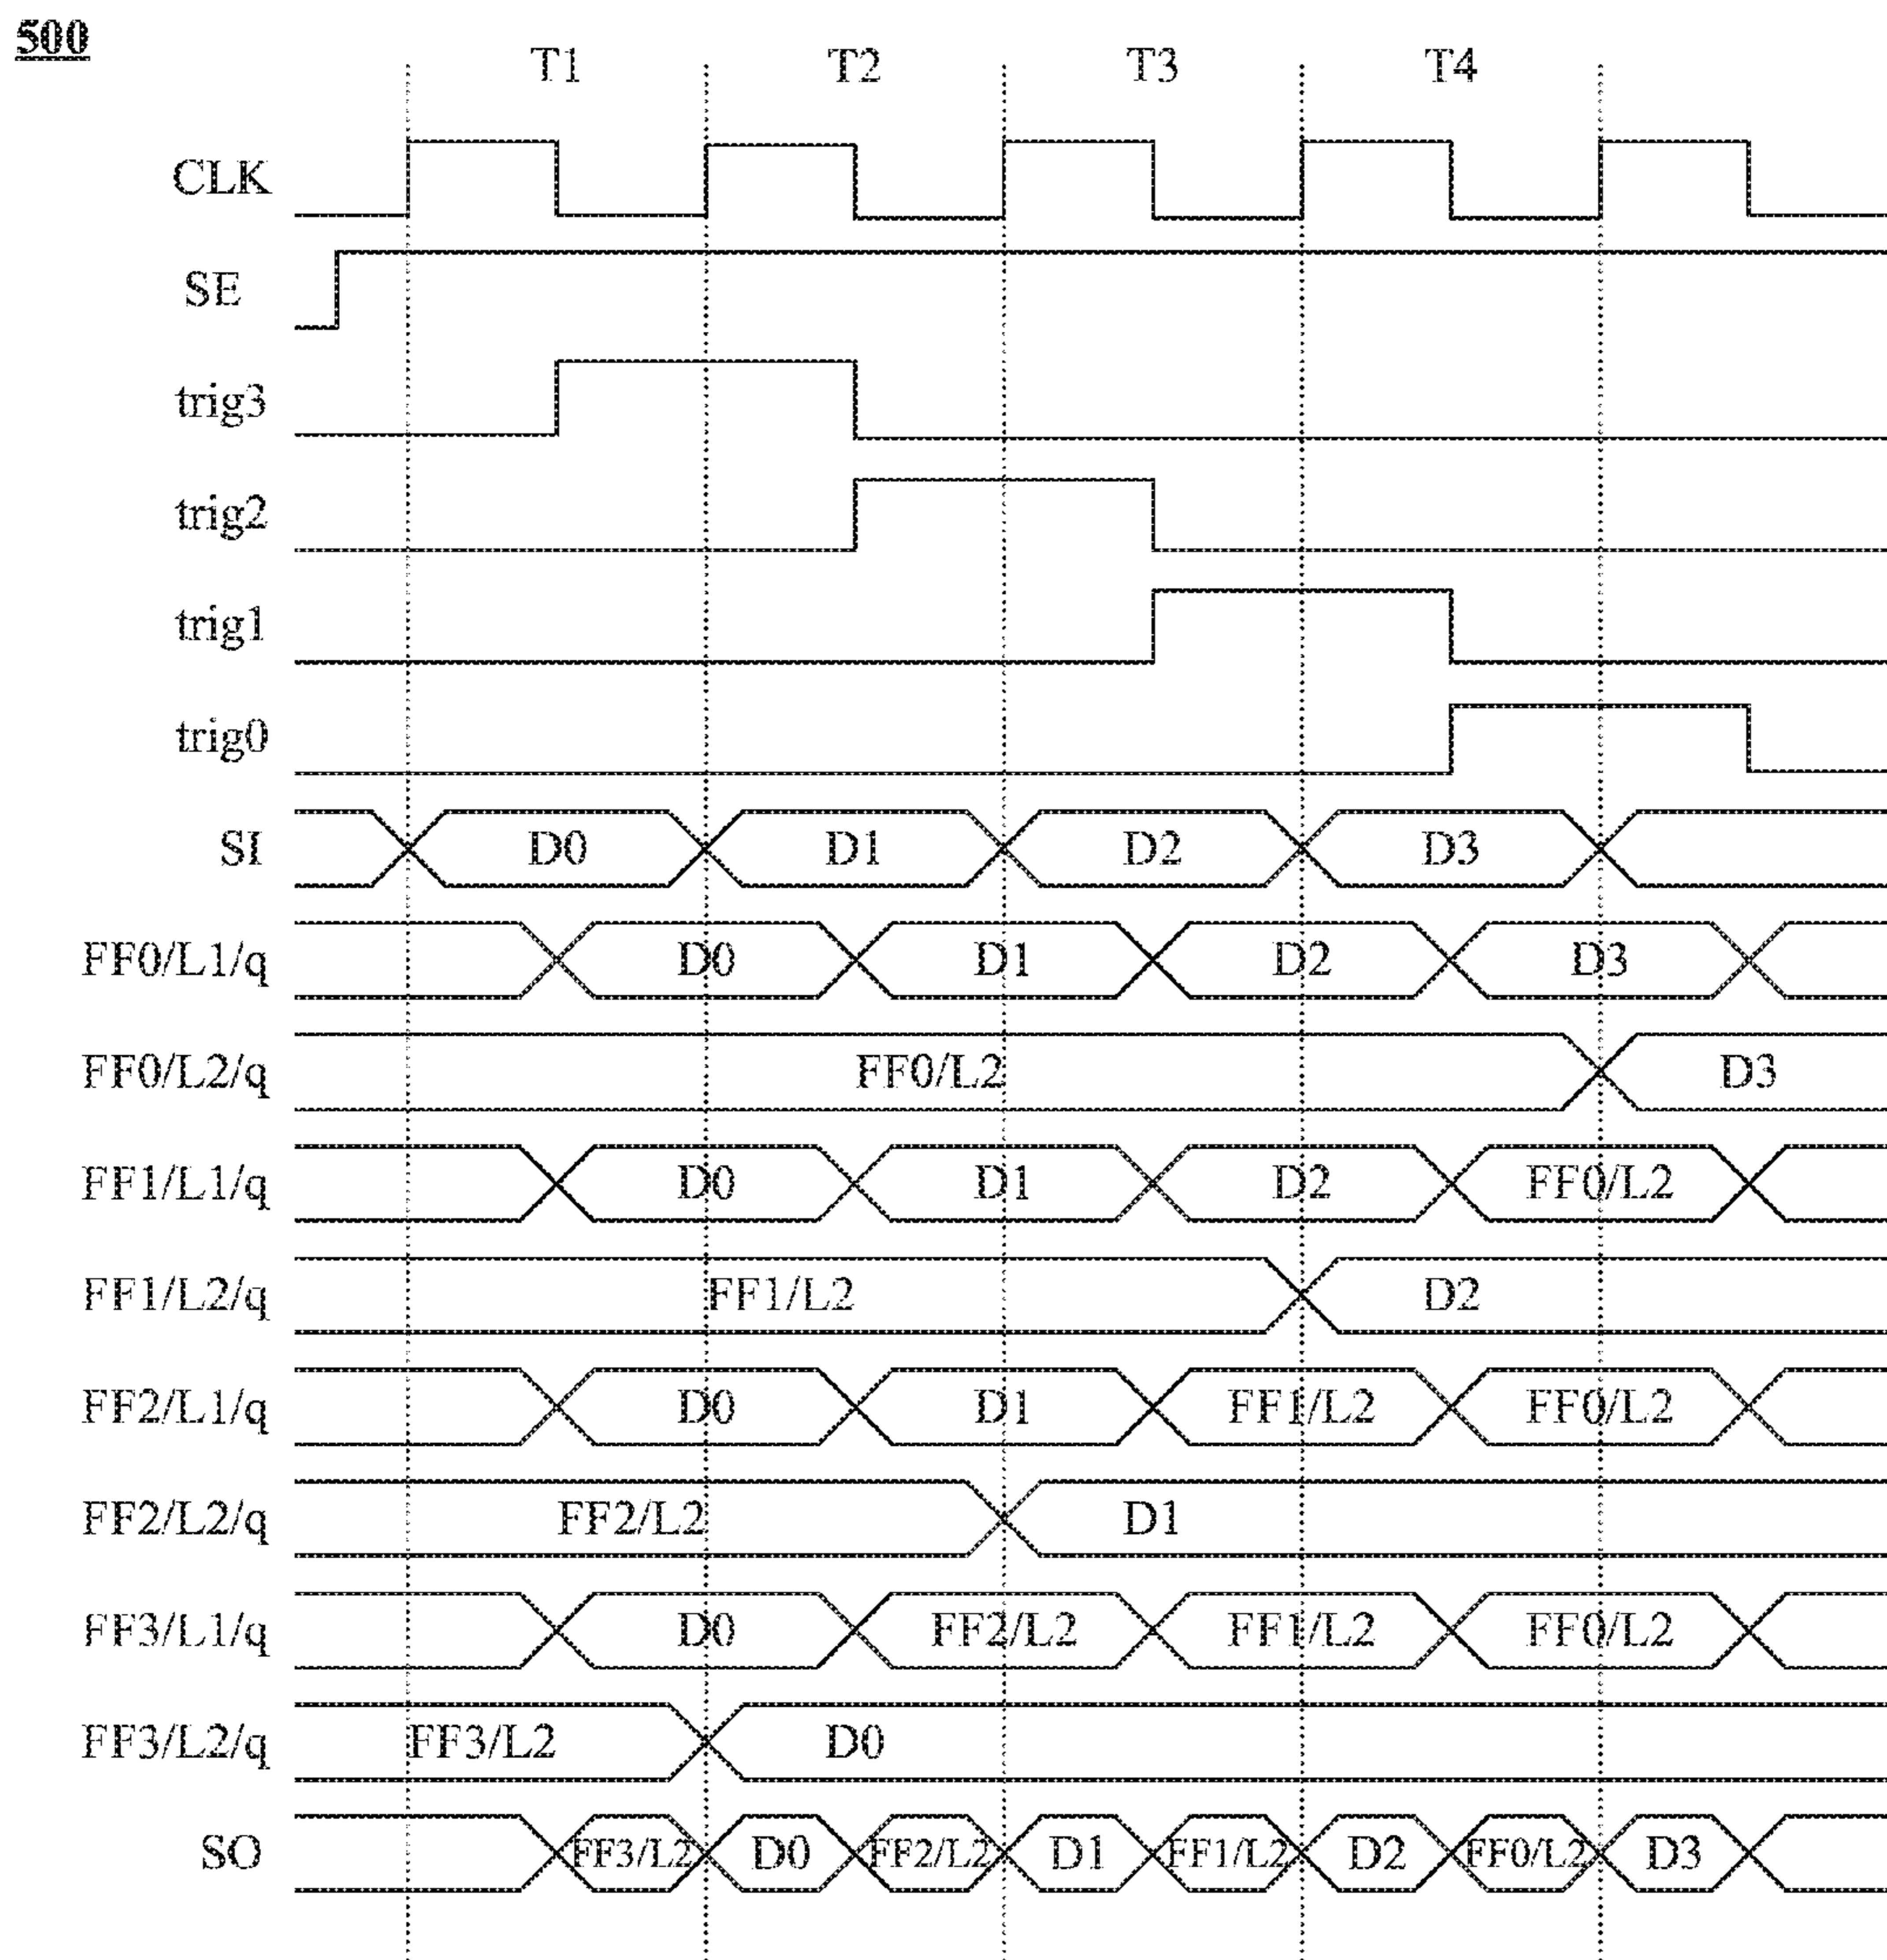 500
T1 T2 T3 T4
CLK
SE
trig3
trig2
trig1
trig0
SI D0 D1 D2 D3
FF0/L1/q D0 D1 D2 D3
FF0/L2/q FF0/L2 D3
FF1/L1/q D0 D1 D2 FF0/L2
FF1/L2/q FF1/L2 D2
FF2/L1/q D0 D1 FF1/L2 FF0/L2
FF2/L2/q FF2/L2 D1
FF3/L1/q D0 FF2/L2 FF1/L2 FF0/L2
FF3/L2/q FF3/L2 D0
SO FF3/L2 D0 FF2/L2 D1 FF1/L2 D2 FF0/L2 D3